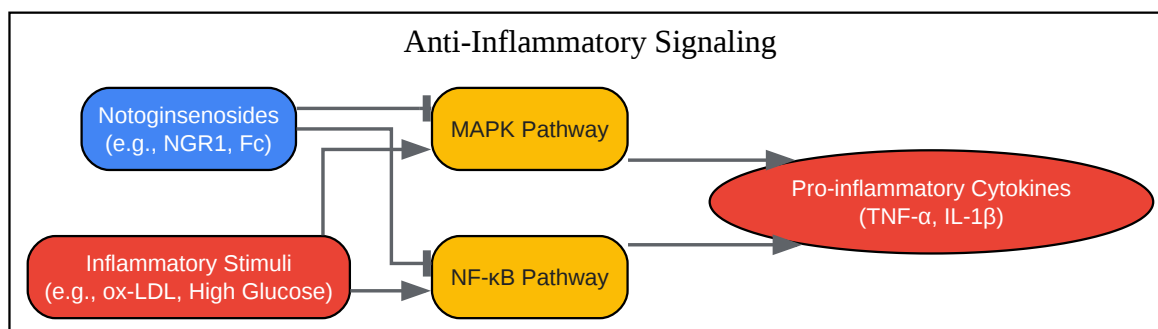 Anti-Inflammatory Signaling
Notoginsenosides
(e.g., NGR1, Fc)
MAPK Pathway
Pro-inflammatory Cytokines
(TNF-α, IL-1β)
Inflammatory Stimuli
(e.g., ox-LDL, High Glucose)
NF-κB Pathway